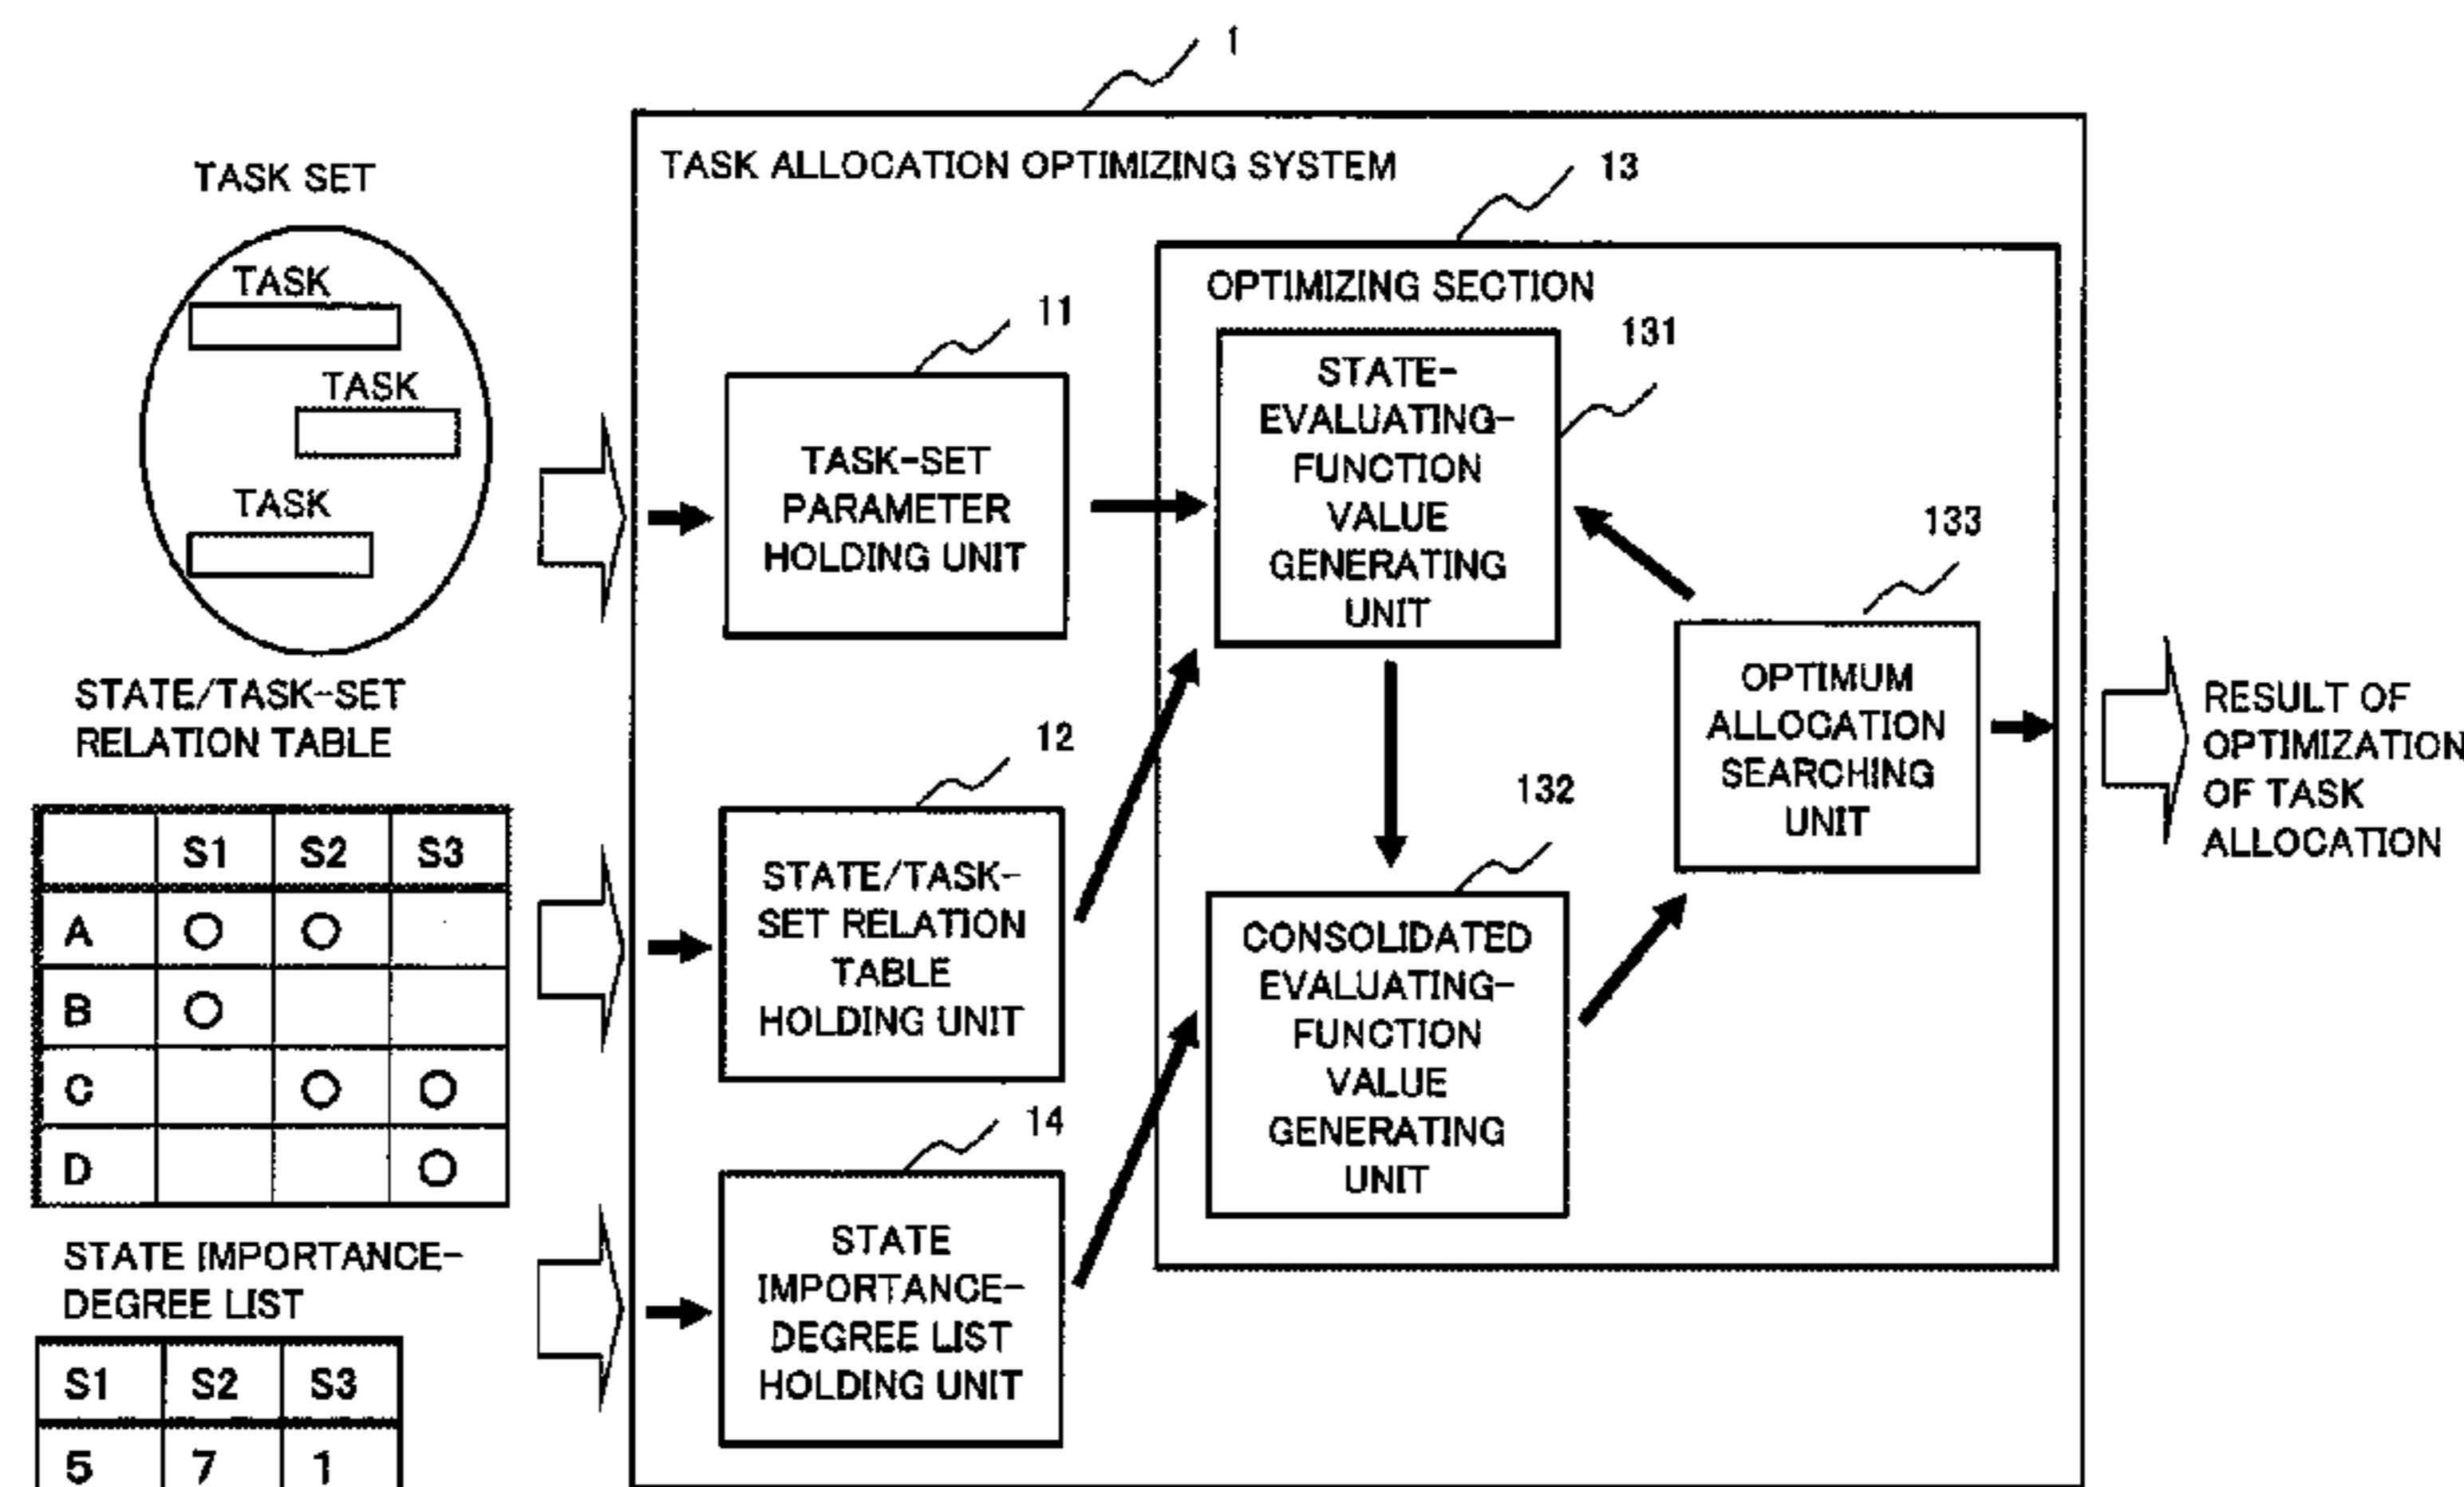 1
TASK SET
TASK
TASK
TASK
STATE/TASK-SET
RELATION TABLE
S1 S2 S3
A ○ ○
B ○
C ○ ○
D ○
STATE IMPORTANCE-
DEGREE LIST
S1 S2 S3
5 7 1
TASK ALLOCATION OPTIMIZING SYSTEM
11
TASK-SET
PARAMETER
HOLDING UNIT
12
STATE/TASK-
SET RELATION
TABLE
HOLDING UNIT
14
STATE
IMPORTANCE-
DEGREE LIST
HOLDING UNIT
13
OPTIMIZING SECTION
131
STATE-
EVALUATING-
FUNCTION
VALUE
GENERATING
UNIT
132
CONSOLIDATED
EVALUATING-
FUNCTION
VALUE
GENERATING
UNIT
133
OPTIMUM
ALLOCATION
SEARCHING
UNIT
RESULT OF
OPTIMIZATION
OF TASK
ALLOCATION